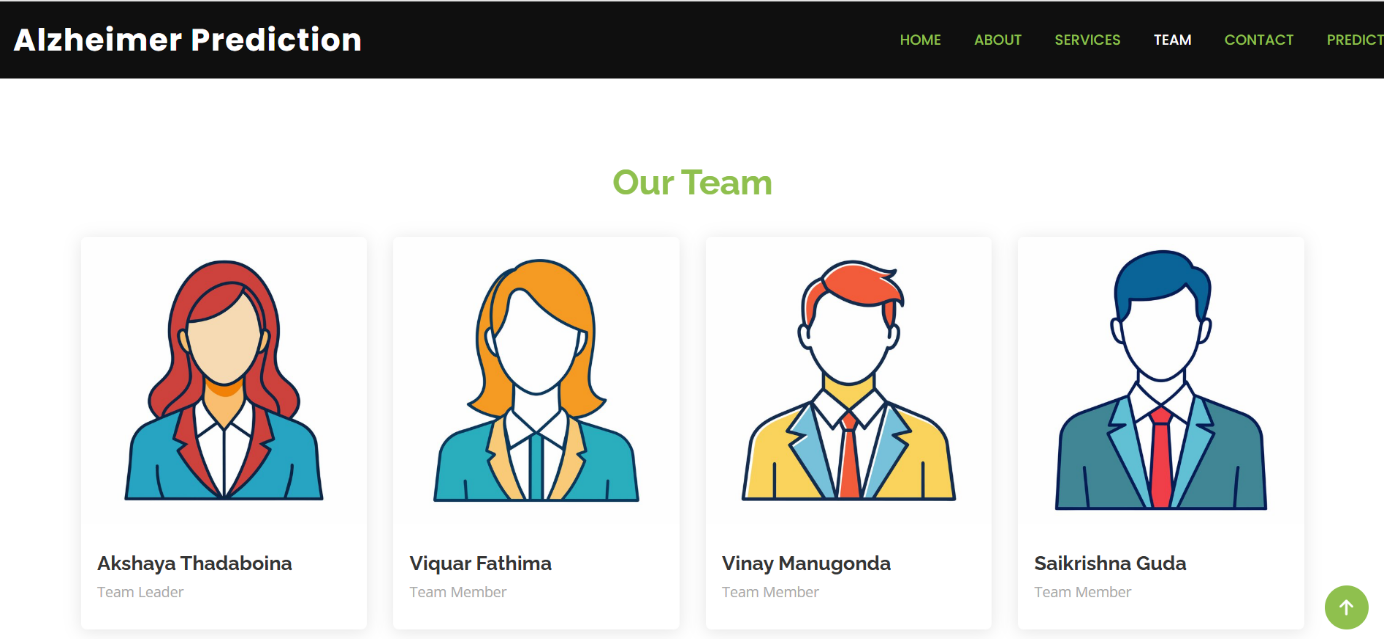 Alzheimer Prediction
HOME ABOUT SERVICES TEAM CONTACT PREDICT
Our Team
Akshaya Thadaboina
Team Leader
Viquar Fathima
Team Member
Vinay Manugonda
Team Member
Saikrishna Guda
Team Member